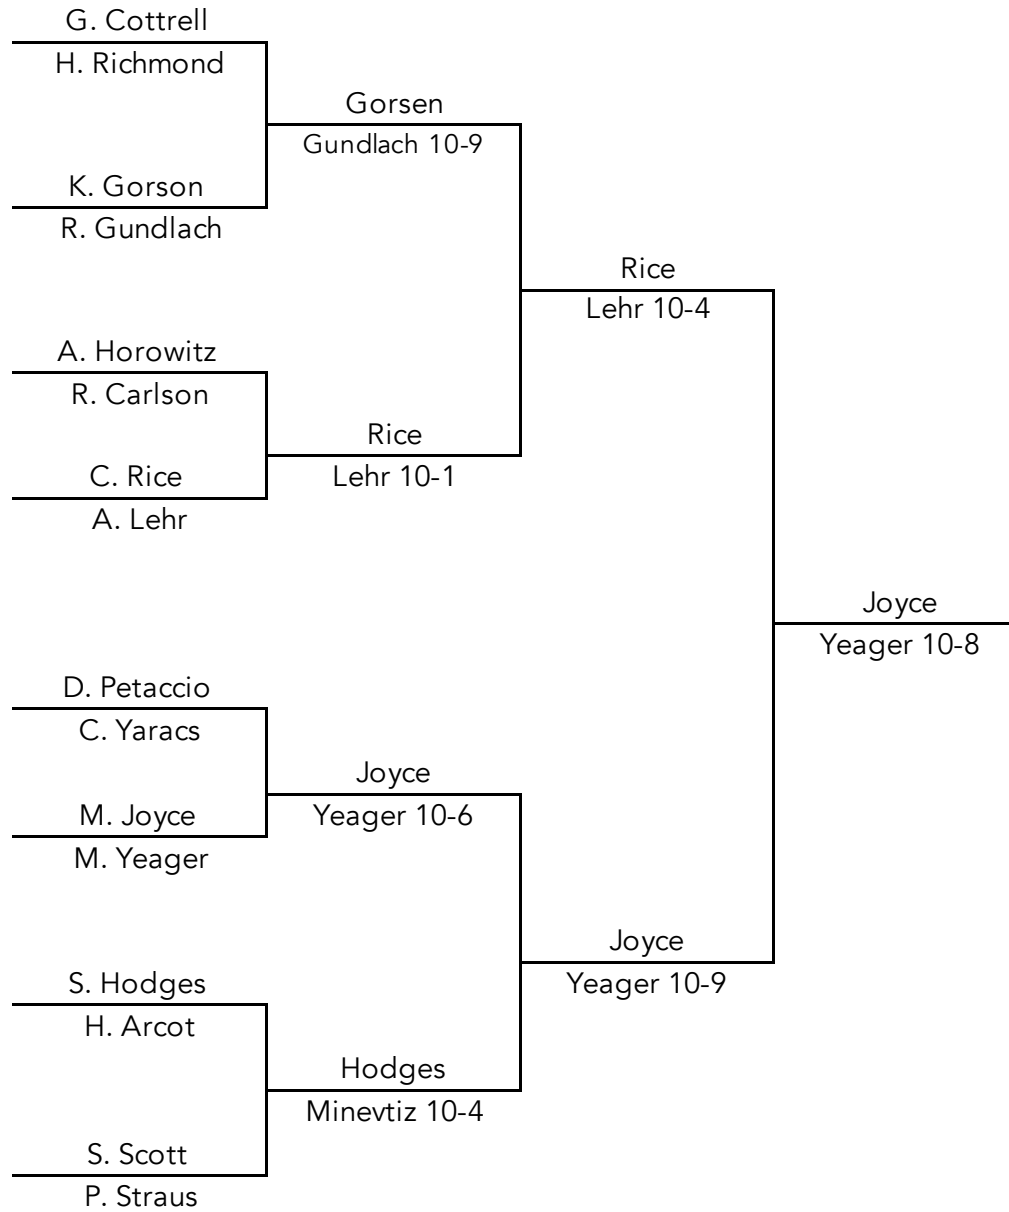 G. Cottrell
H. Richmond
Gorsen
Gundlach 10-9
K. Gorson
R. Gundlach
Rice
Lehr 10-4
A. Horowitz
R. Carlson
Rice
Lehr 10-1
C. Rice
A. Lehr
Joyce
Yeager 10-8
D. Petaccio
C. Yaracs
Joyce
Yeager 10-6
M. Joyce
M. Yeager
Joyce
Yeager 10-9
S. Hodges
H. Arcot
Hodges
Minevtiz 10-4
S. Scott
P. Straus